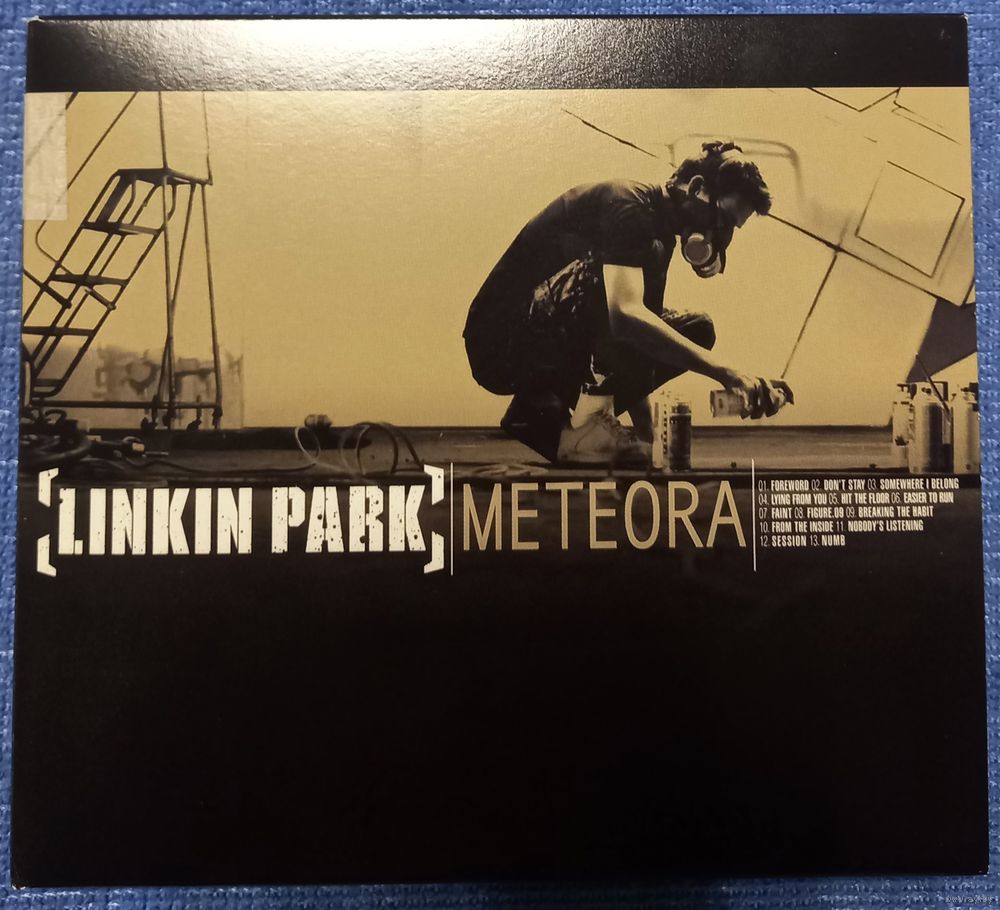 [LINKIN PARK]
METEORA
01. FOREWORD 02. DON'T STAY 03. SOMEWHERE I BELONG
04. LYING FROM YOU 05. HIT THE FLOOR 06. EASIER TO RUN
07. FAINT 08. FIGURE.09 09. BREAKING THE HABIT
10. FROM THE INSIDE 11. NOBODY'S LISTENING
12. SESSION 13. NUMB